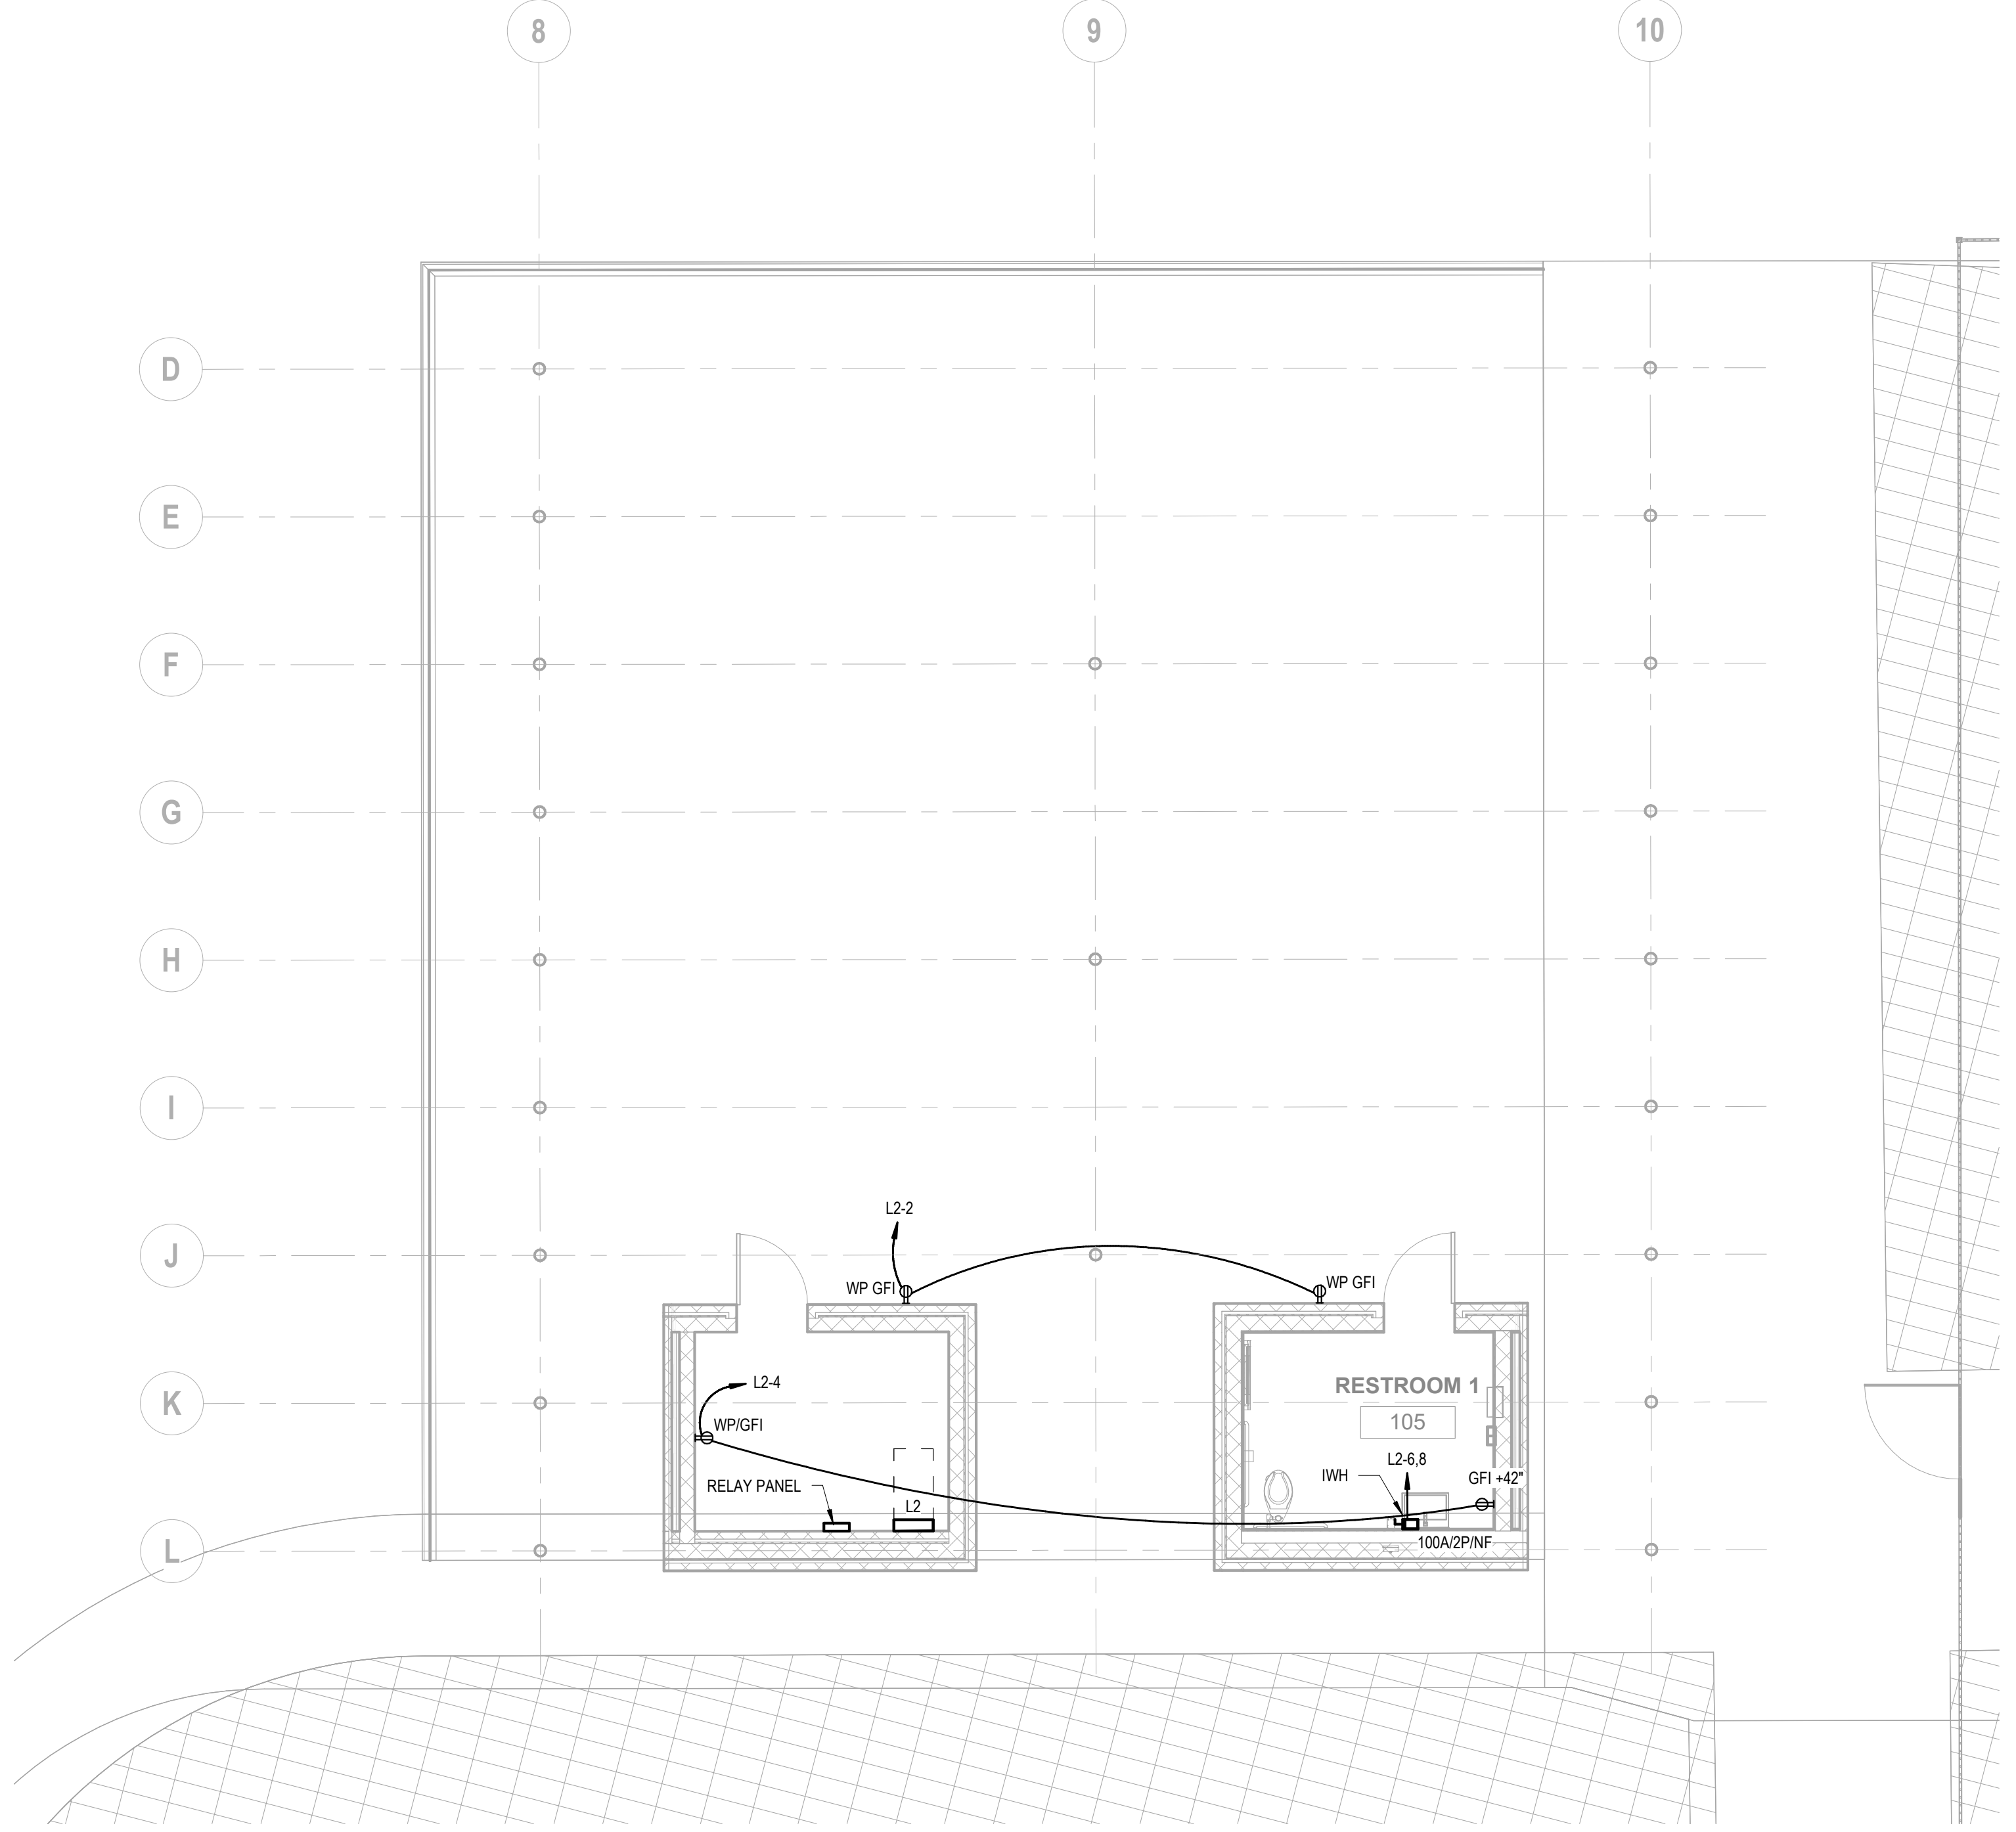 8
9
10
D
E
F
G
H
I
J
K
L
L2-2
WP GFI
WP GFI
L2-4
WP/GFI
RESTROOM 1
105
L2-6,8
IWH
GFI +42"
RELAY PANEL
L2
100A/2P/NF